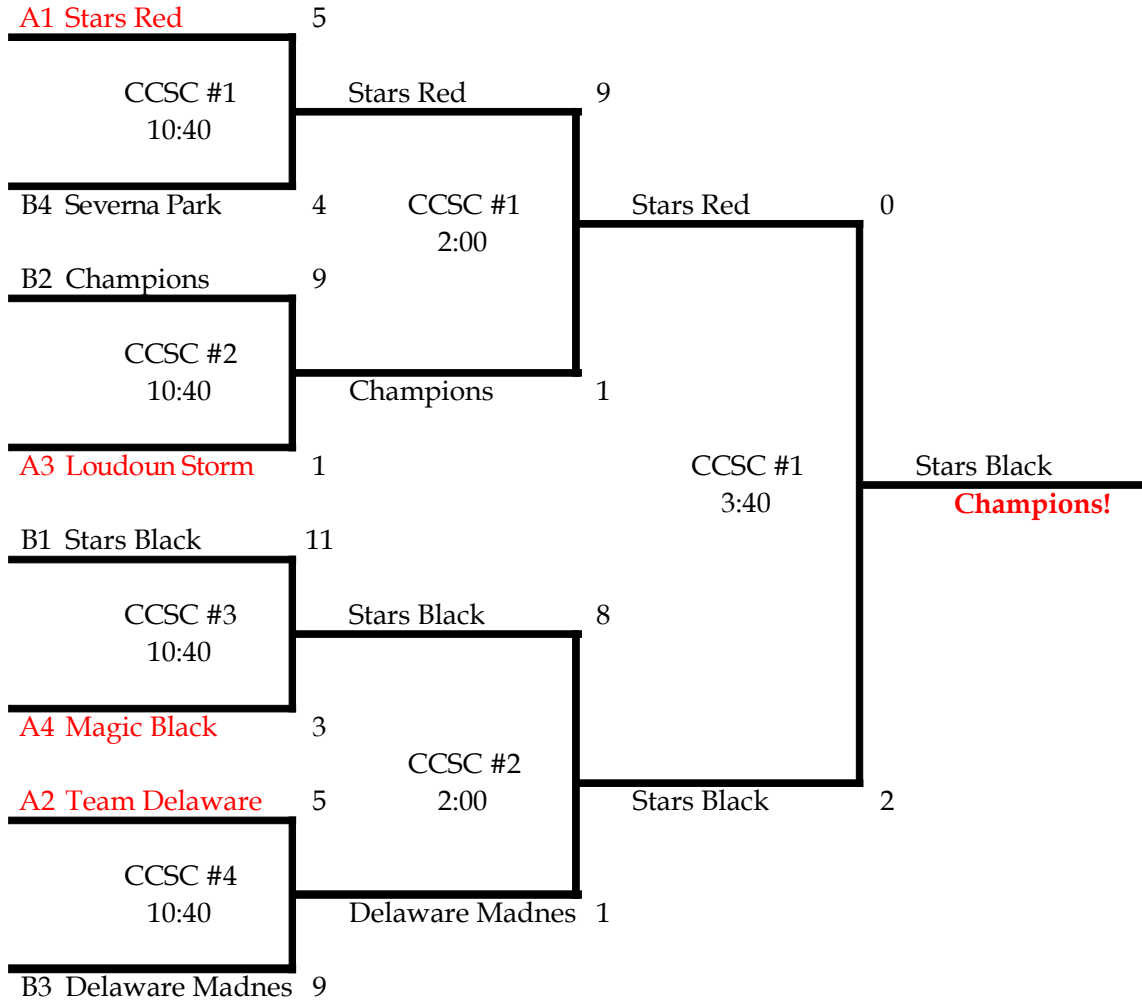 A1 Stars Red 5
CCSC #1 Stars Red 9
10:40
B4 Severna Park 4 CCSC #1 Stars Red 0
2:00
B2 Champions 9
CCSC #2
10:40 Champions 1
A3 Loudoun Storm 1 CCSC #1 Stars Black
3:40 Champions!
B1 Stars Black 11
CCSC #3 Stars Black 8
10:40
A4 Magic Black 3
CCSC #2
A2 Team Delaware 5 2:00 Stars Black 2
CCSC #4
10:40 Delaware Madnes 1
B3 Delaware Madnes 9